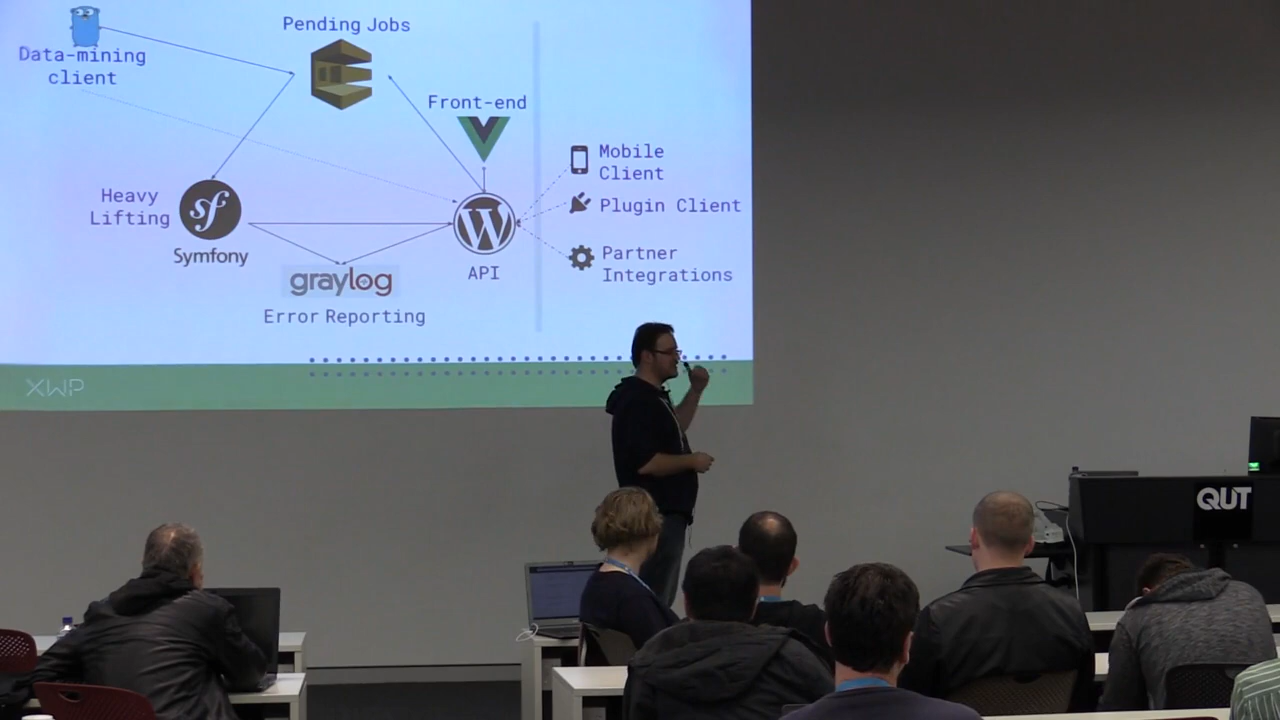 Pending Jobs
Data-mining
client
Front-end
Mobile
Client
Heavy
Lifting
sf
Plugin Client
W
Symfony
API
Partner
Integrations
graylog
Error Reporting
XWP
QUT